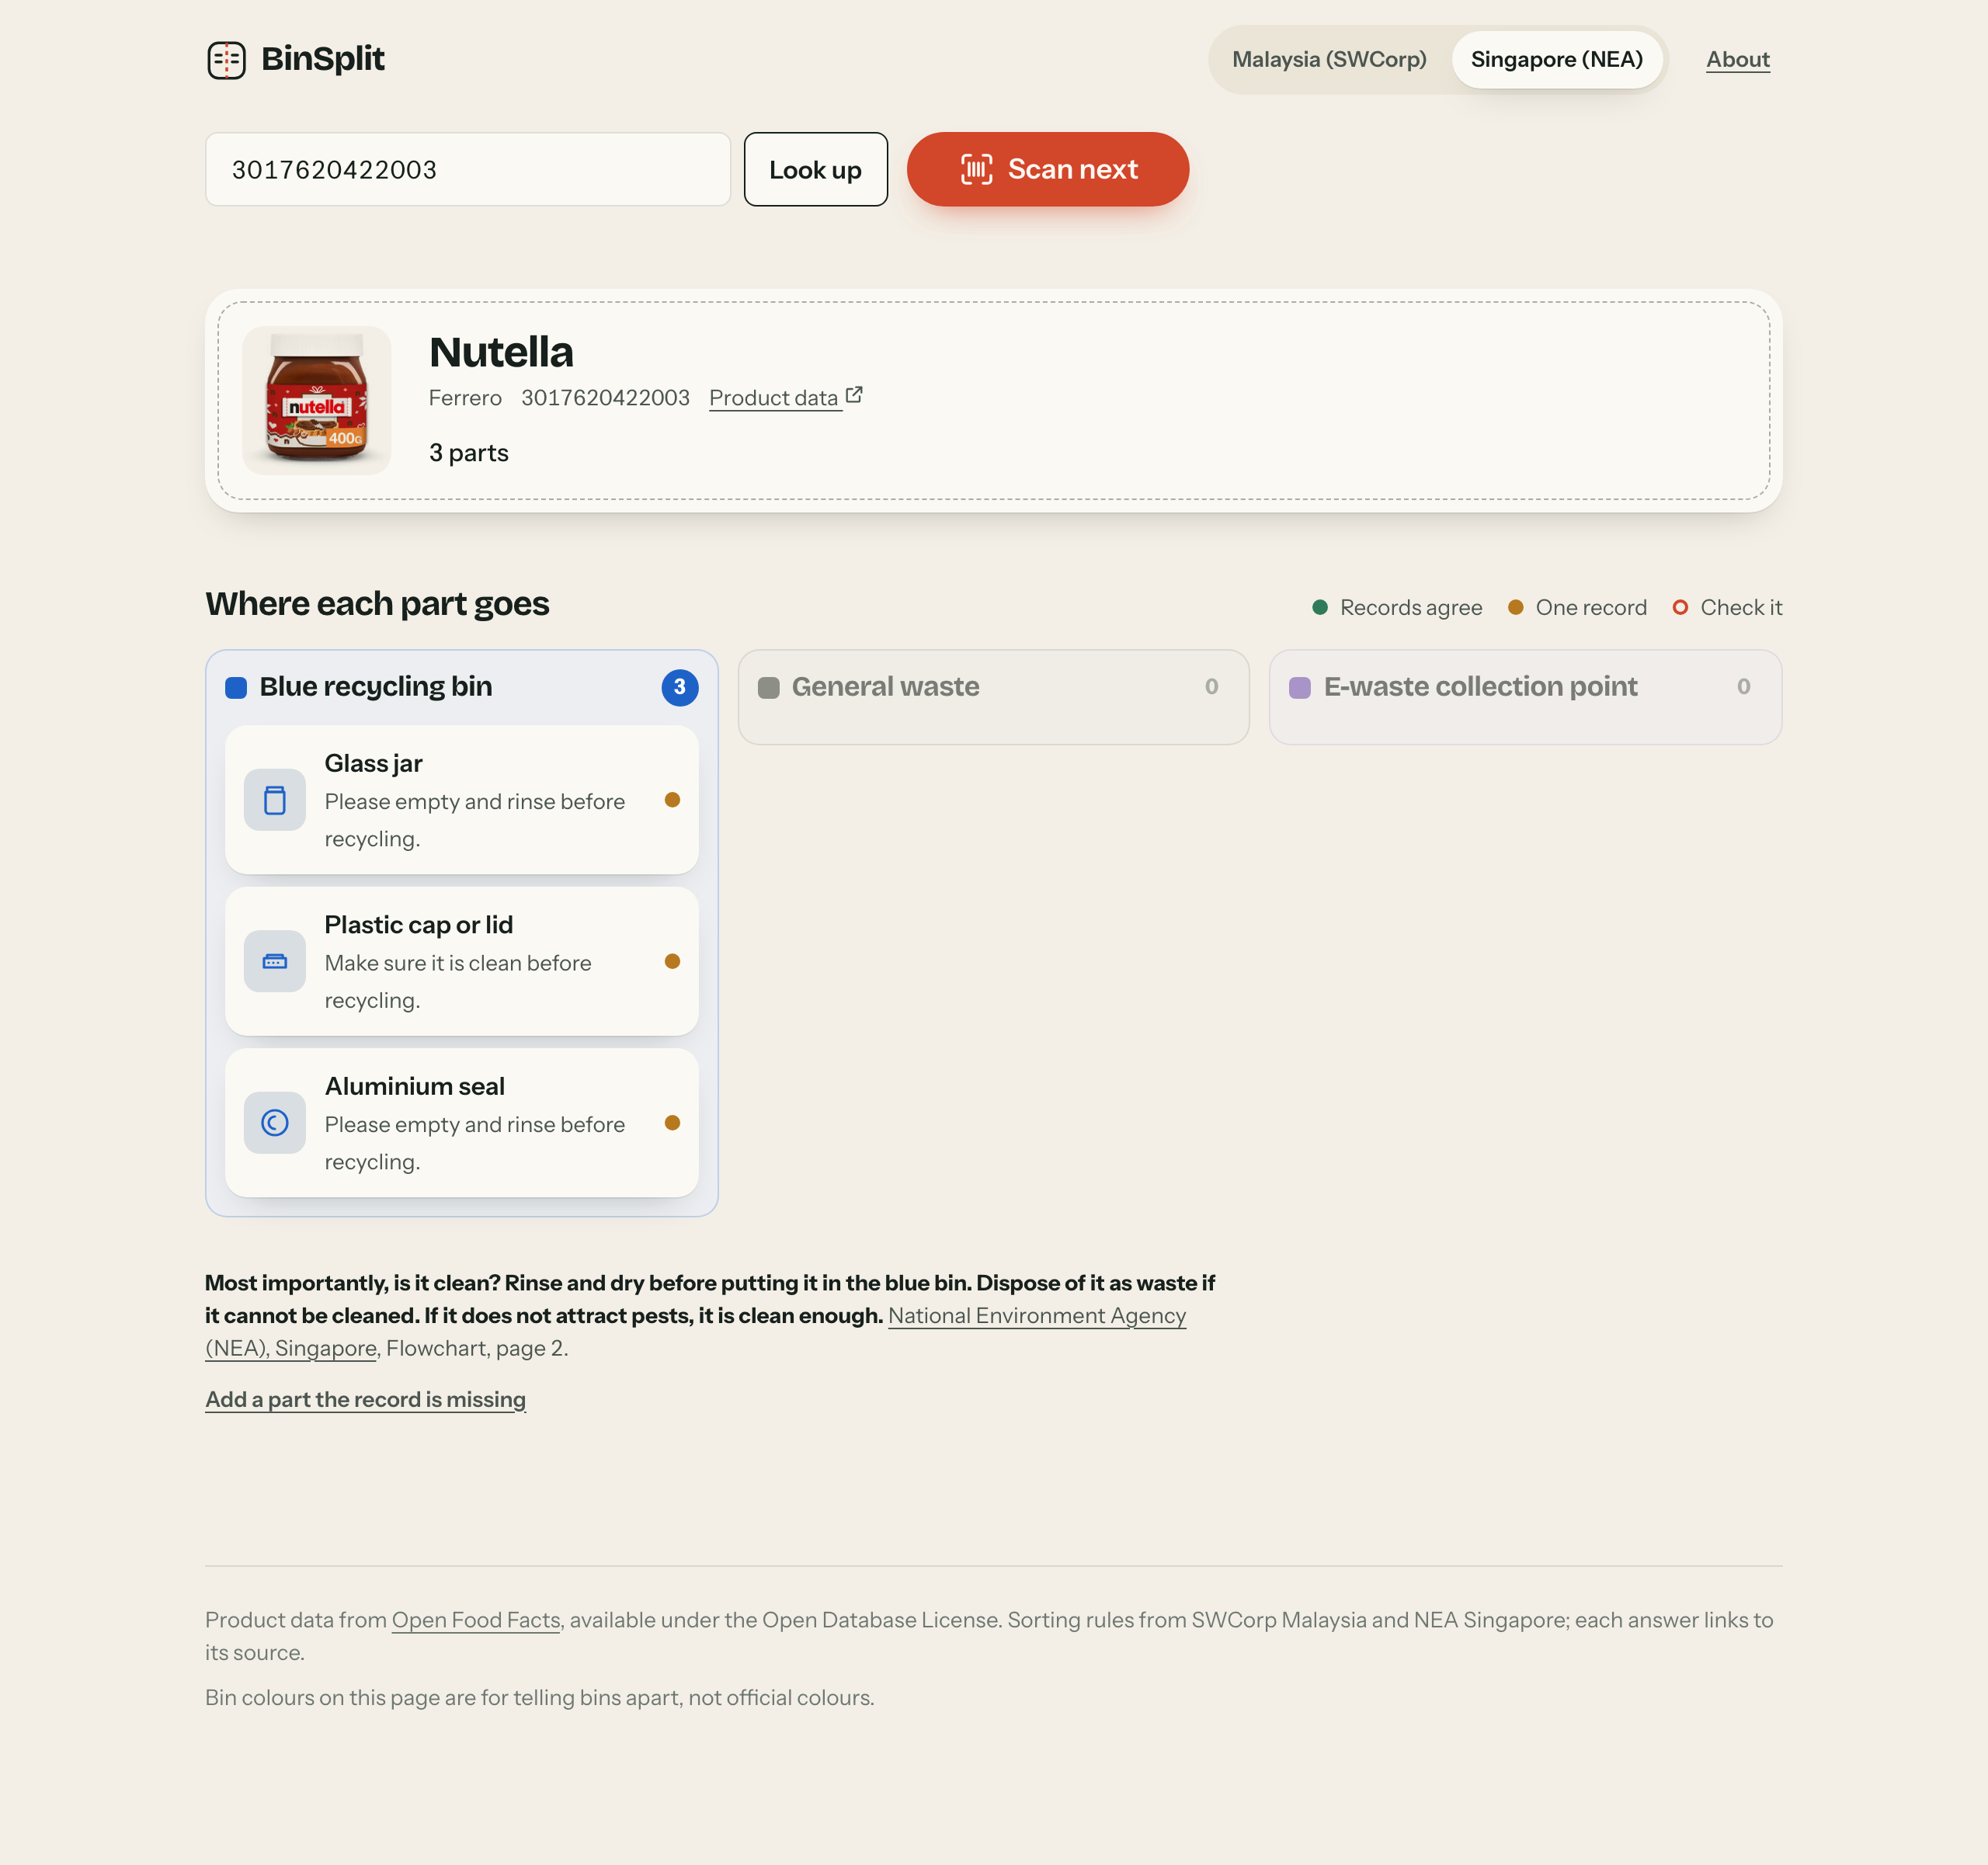 BinSplit
Malaysia (SWCorp)
Singapore (NEA)
About
3017620422003
Look up
Scan next
nutella
400G
Nutella
Ferrero 3017620422003 Product data
3 parts
Where each part goes
Records agree
One record
Check it
Blue recycling bin
3
Glass jar
Please empty and rinse before
recycling.
Plastic cap or lid
Make sure it is clean before
recycling.
Aluminium seal
Please empty and rinse before
recycling.
General waste
0
E-waste collection point
0
Most importantly, is it clean? Rinse and dry before putting it in the blue bin. Dispose of it as waste if
it cannot be cleaned. If it does not attract pests, it is clean enough. National Environment Agency
(NEA), Singapore, Flowchart, page 2.
Add a part the record is missing
Product data from Open Food Facts, available under the Open Database License. Sorting rules from SWCorp Malaysia and NEA Singapore; each answer links to
its source.
Bin colours on this page are for telling bins apart, not official colours.